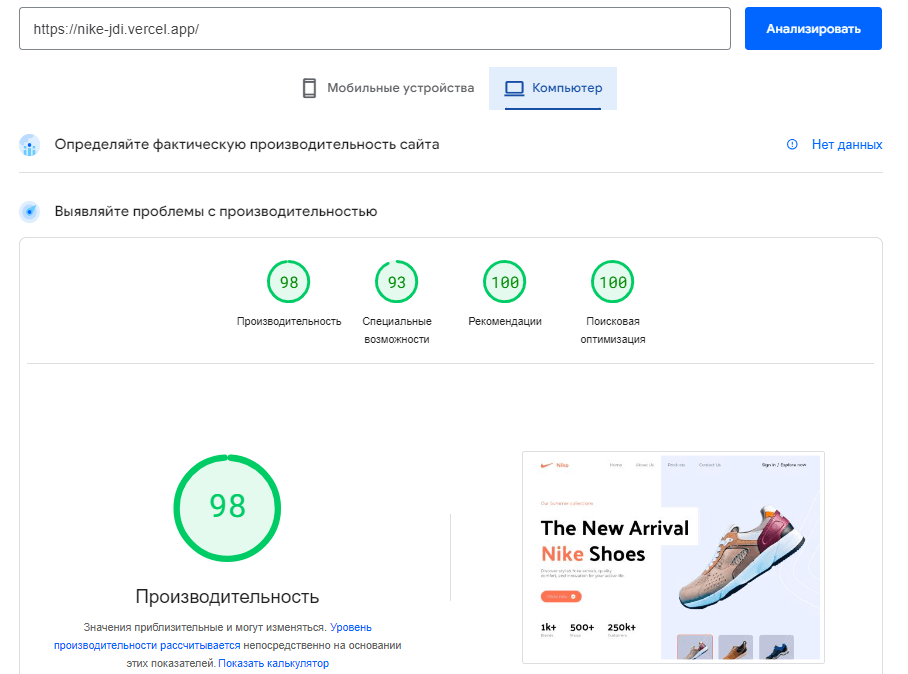 https://nike-jdi.vercel.app/
Анализировать
Мобильные устройства
Компьютер
Определяйте фактическую производительность сайта
Нет данных
Выявляйте проблемы с производительностью
98
93
100
100
Производительность
Специальные
возможности
Рекомендации
Поисковая
оптимизация
98
Производительность
Значения приблизительные и могут изменяться. Уровень
производительности рассчитывается непосредственно на основании
этих показателей. Показать калькулятор
Nike
Home
About Us
Products
Contact Us
Sign in / Explore now
Our Summer collections
The New Arrival
Nike Shoes
1k+
500+
250k+